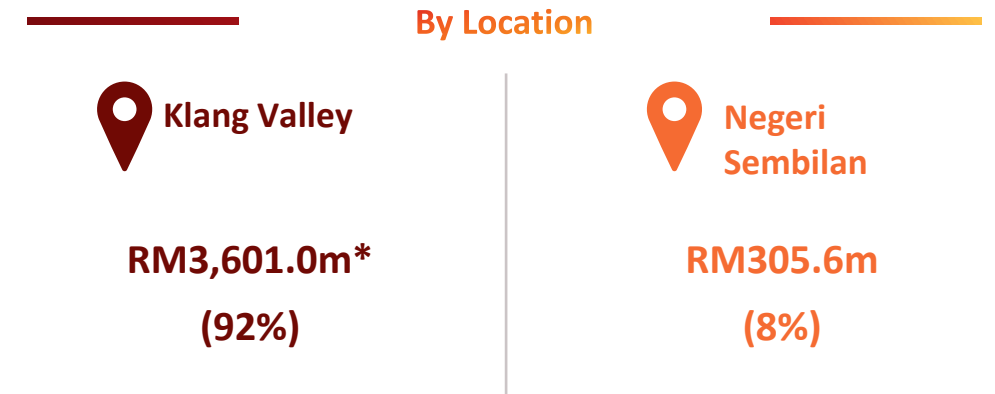 By Location
Klang Valley
RM3,601.0m*
(92%)
Negeri
Sembilan
RM305.6m
(8%)